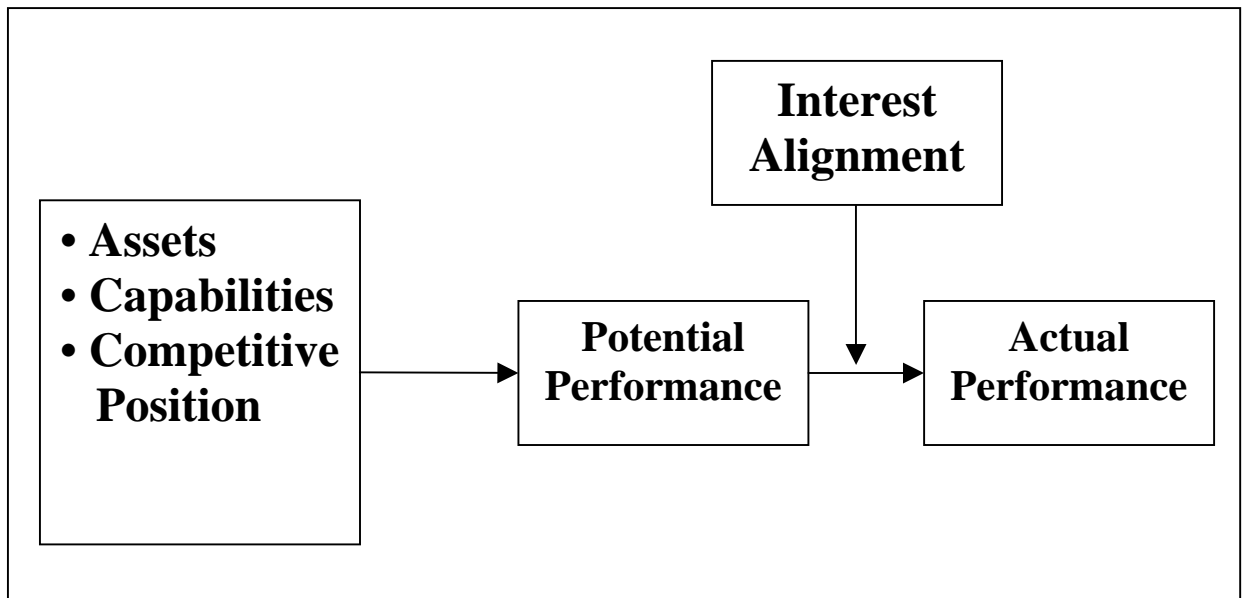 Interest
Alignment
• Assets
• Capabilities
• Competitive
Position
Potential
Performance
Actual
Performance